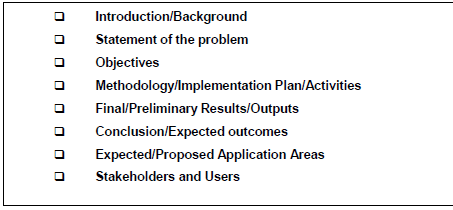 ❑ Introduction/Background
❑ Statement of the problem
❑ Objectives
❑ Methodology/Implementation Plan/Activities
❑ Final/Preliminary Results/Outputs
❑ Conclusion/Expected outcomes
❑ Expected/Proposed Application Areas
❑ Stakeholders and Users